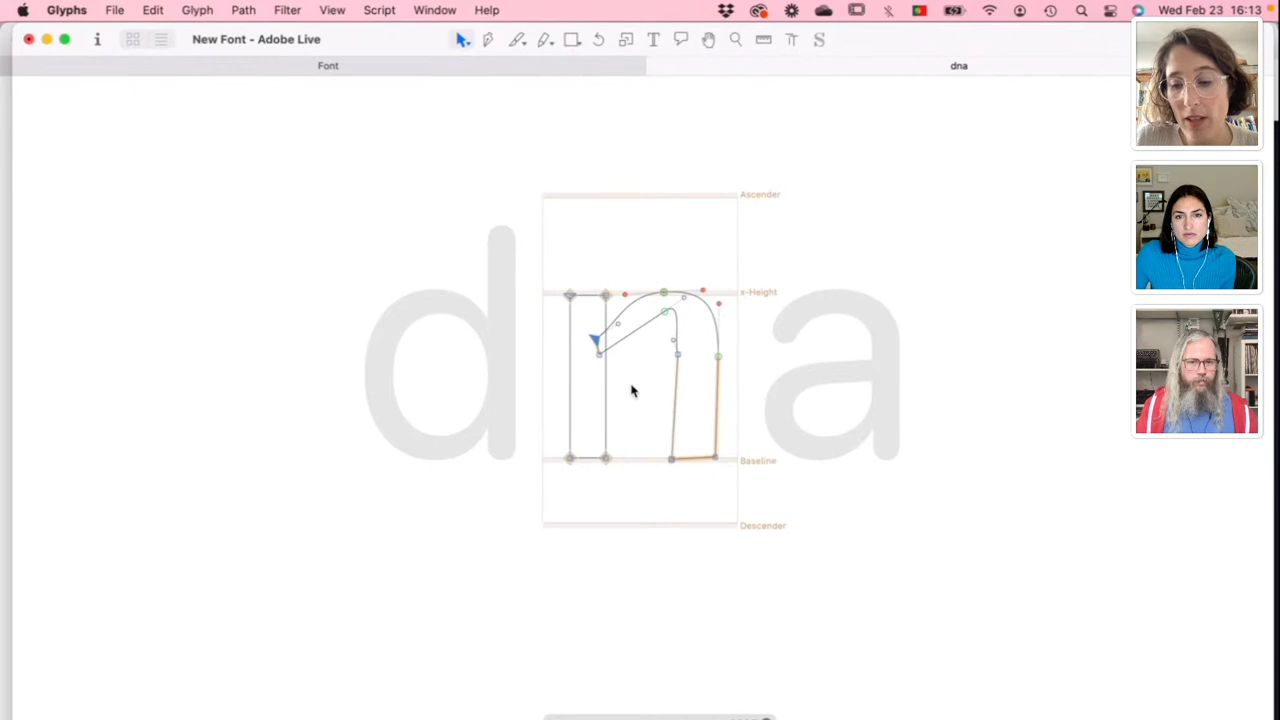 Glyphs File Edit Glyph Path Filter View Script Window Help Wed Feb 23 16:13
New Font - Adobe Live
Font dna
Ascender
x-Height
dna
Baseline
Descender